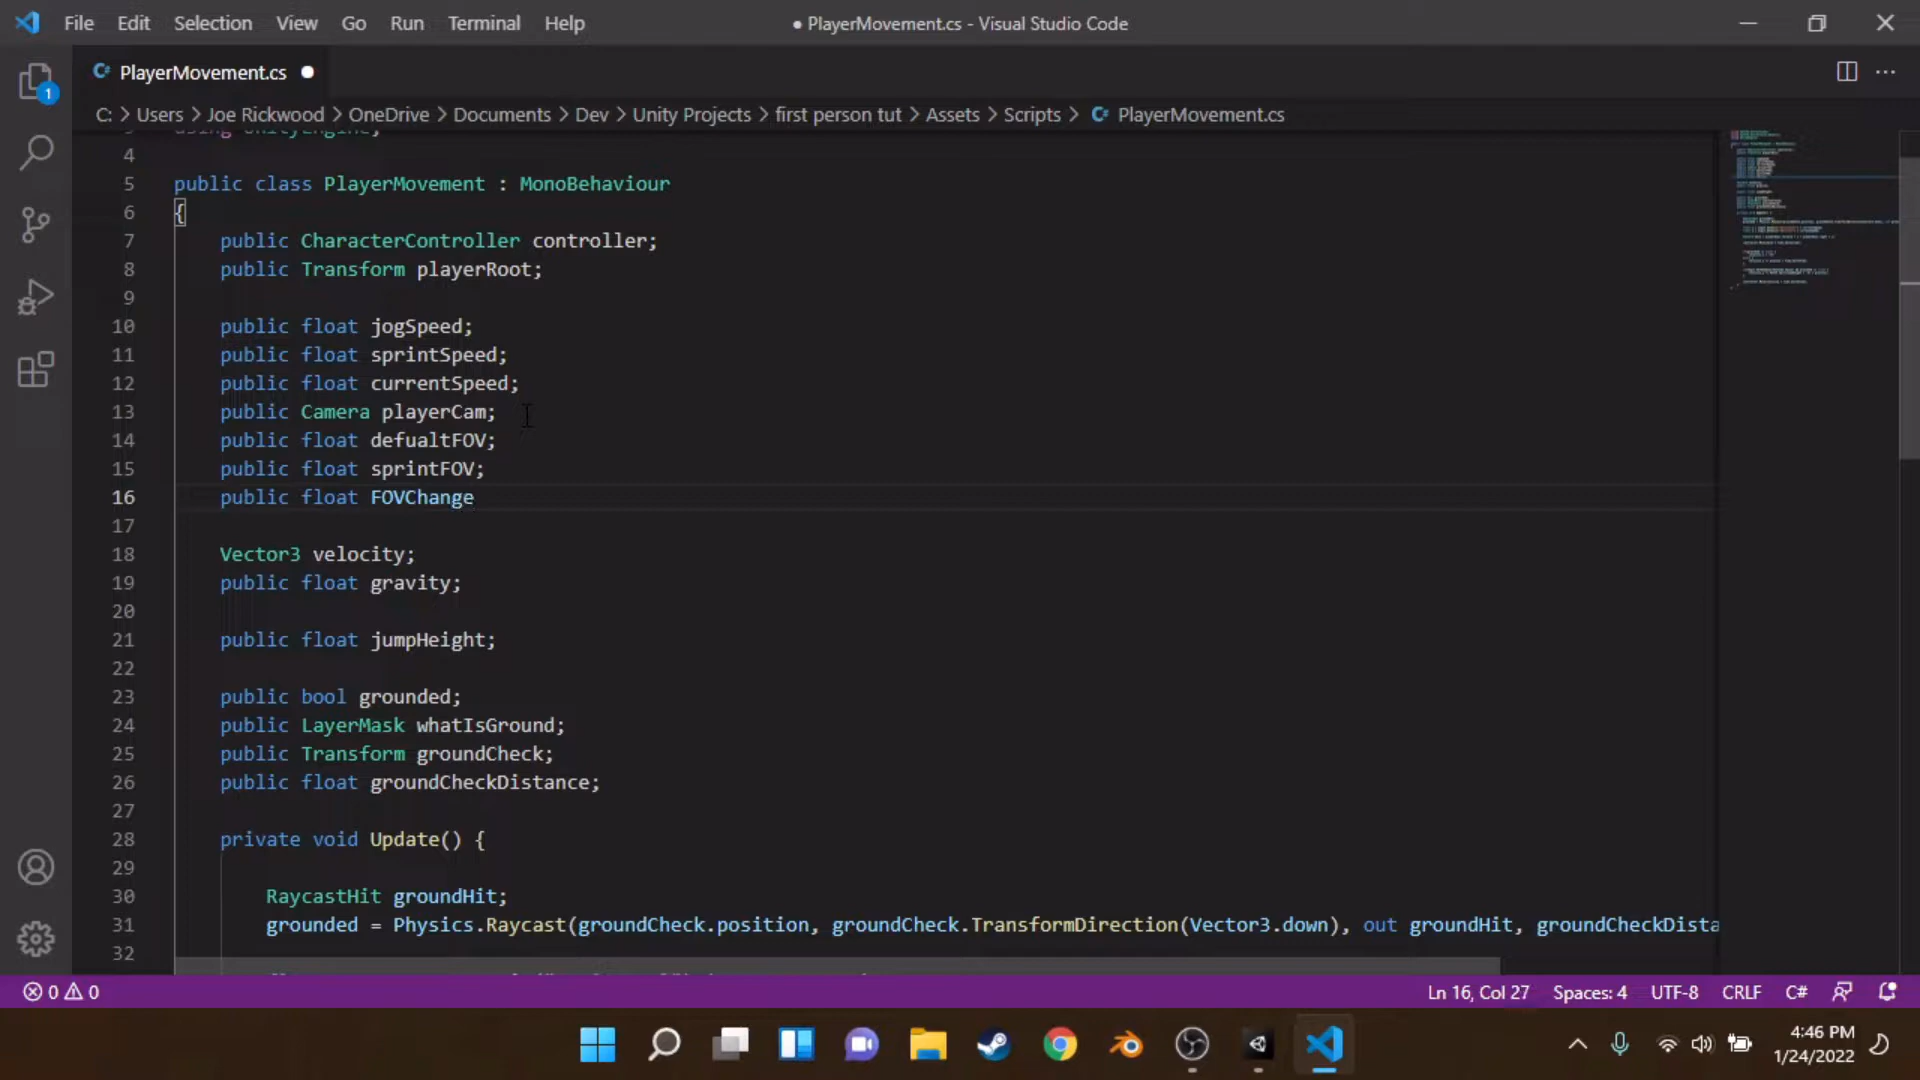 File Edit Selection View Go Run Terminal Help
● PlayerMovement.cs - Visual Studio Code
PlayerMovement.cs
C: > Users > Joe Rickwood > OneDrive > Documents > Dev > Unity Projects > first person tut > Assets > Scripts > PlayerMovement.cs
4
5 public class PlayerMovement : MonoBehaviour
6 {
7 public CharacterController controller;
8 public Transform playerRoot;
9
10 public float jogSpeed;
11 public float sprintSpeed;
12 public float currentSpeed;
13 public Camera playerCam;
14 public float defualtFOV;
15 public float sprintFOV;
16 public float FOVChange
17
18 Vector3 velocity;
19 public float gravity;
20
21 public float jumpHeight;
22
23 public bool grounded;
24 public LayerMask whatIsGround;
25 public Transform groundCheck;
26 public float groundCheckDistance;
27
28 private void Update() {
29
30 RaycastHit groundHit;
31 grounded = Physics.Raycast(groundCheck.position, groundCheck.TransformDirection(Vector3.down), out groundHit, groundCheckDista
32
1
0 0
Ln 16, Col 27 Spaces: 4 UTF-8 CRLF C#
4:46 PM
1/24/2022